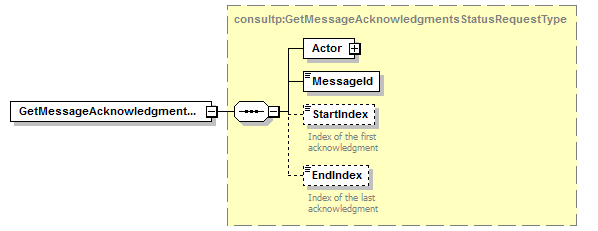 consultp:GetMessageAcknowledgmentsStatusRequestType
Actor
MessageId
GetMessageAcknowledgment...
StartIndex
Index of the first
acknowledgment
EndIndex
Index of the last
acknowledgment